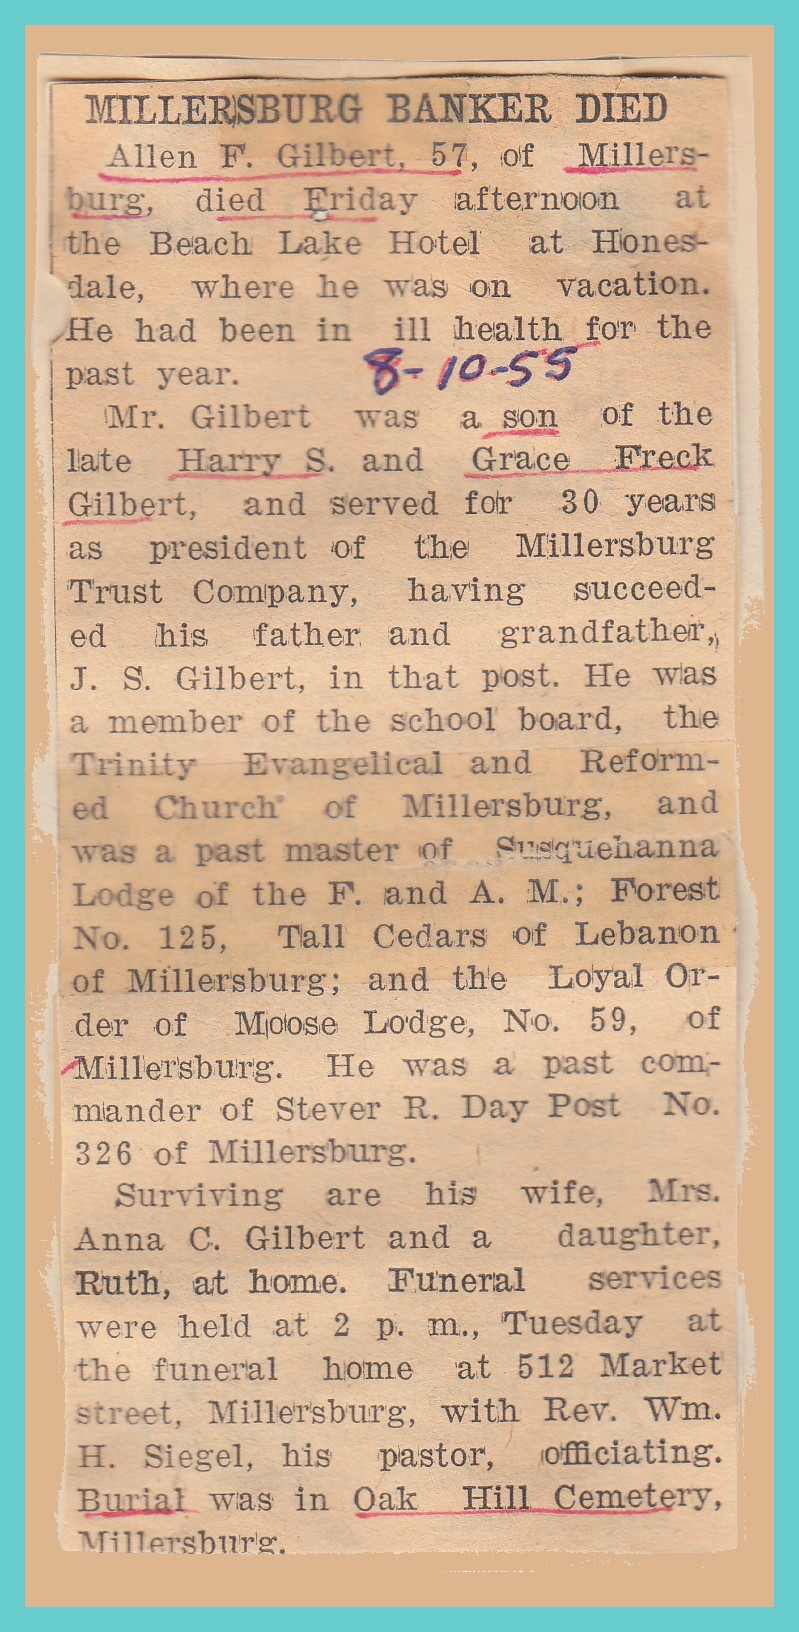 MILLERSBURG BANKER DIED
Allen F. Gilbert, 57, of Millers-
burg, died Friday afternoon at
the Beach Lake Hotel at Hones-
dale, where he was on vacation.
He had been in ill health for the
past year. 8-10-55
Mr. Gilbert was a son of the
late Harry S. and Grace Freck
Gilbert, and served for 30 years
as president of the Millersburg
Trust Company, having succeed-
ed his father and grandfather,
J. S. Gilbert, in that post. He was
a member of the school board, the
Trinity Evangelical and Reform-
ed Church of Millersburg, and
was a past master of Susquehanna
Lodge of the F. and A. M.; Forest
No. 125, Tall Cedars of Lebanon
of Millersburg; and the Loyal Or-
der of Moose Lodge, No. 59, of
Millersburg. He was a past com-
mander of Stever R. Day Post No.
326 of Millersburg.
Surviving are his wife, Mrs.
Anna C. Gilbert and a daughter,
Ruth, at home. Funeral services
were held at 2 p. m., Tuesday at
the funeral home at 512 Market
street, Millersburg, with Rev. Wm.
H. Siegel, his pastor, officiating.
Burial was in Oak Hill Cemetery,
Millersburg.